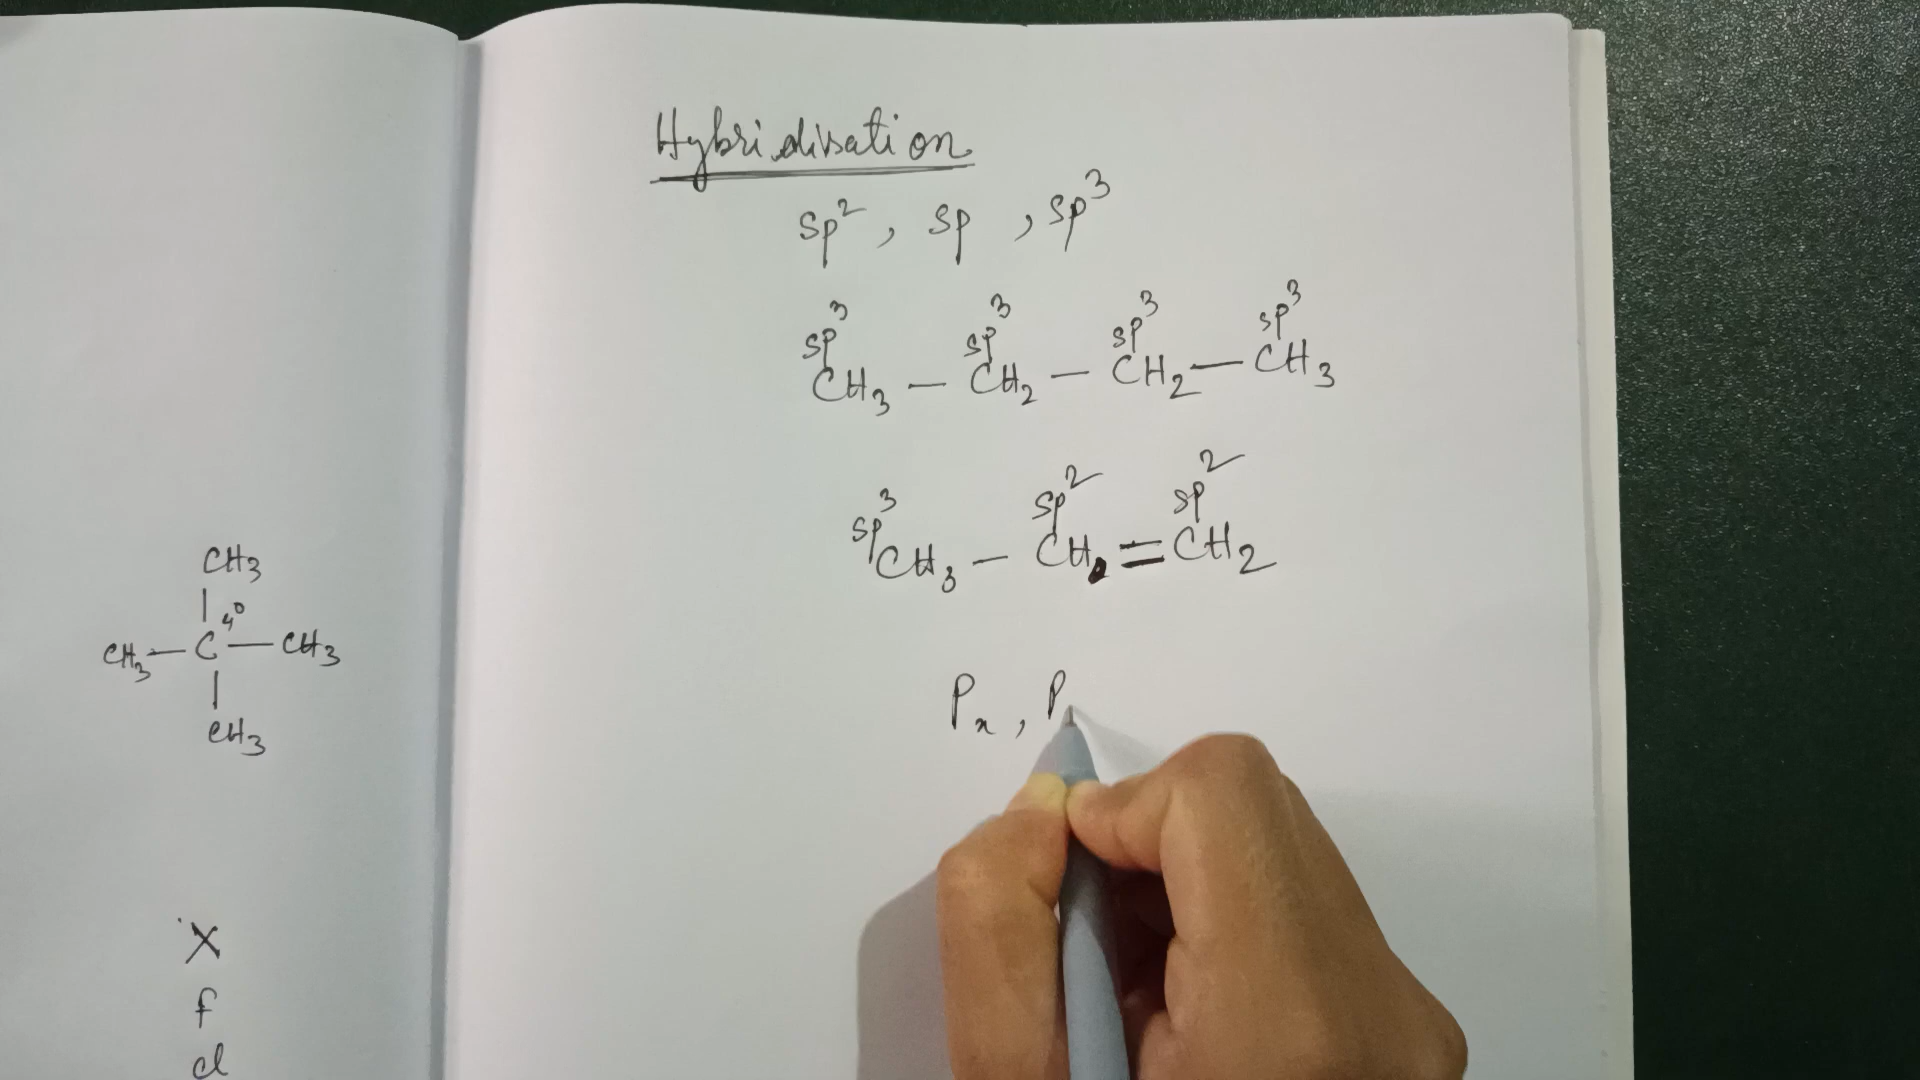 CH3
|
CH3 — C 4° — CH3
|
CH3
X
f
cl
Hybridisation
sp², sp, sp³
sp³ sp³ sp³ sp³
CH3 — CH2 — CH2 — CH3
sp³ sp² sp²
CH3 — CH = CH2
Px, P